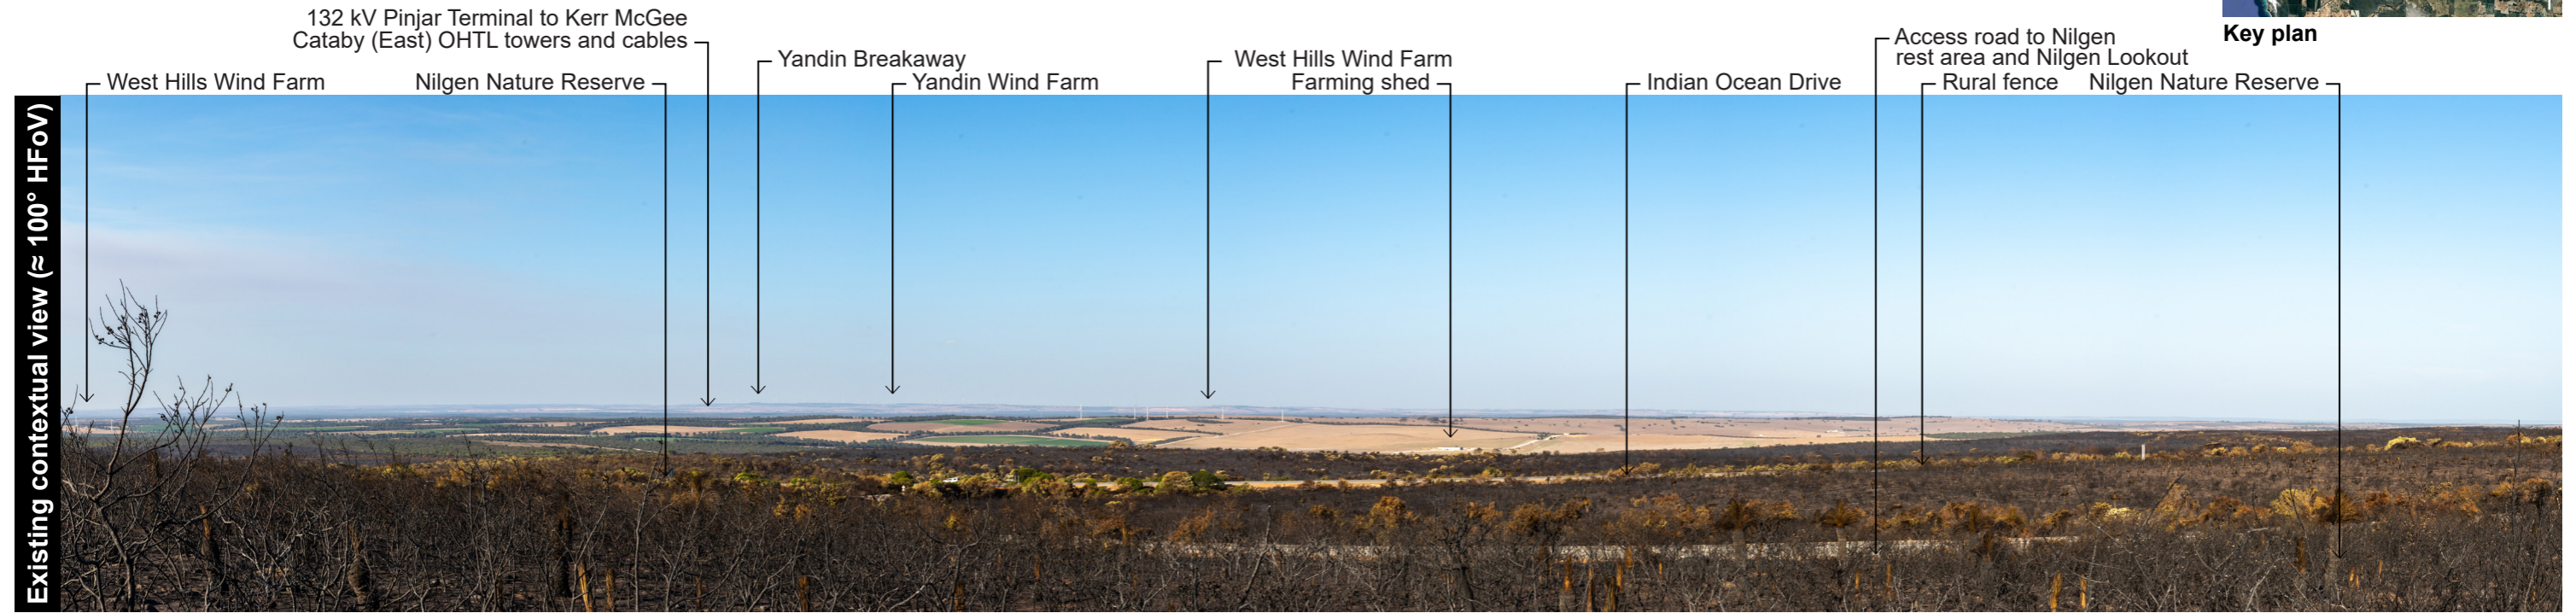 132 kV Pinjar Terminal to Kerr McGee
Cataby (East) OHTL towers and cables
Access road to Nilgen
rest area and Nilgen Lookout
Key plan
Yandin Breakaway
West Hills Wind Farm
West Hills Wind Farm
Nilgen Nature Reserve
Yandin Wind Farm
Farming shed
Indian Ocean Drive
Rural fence
Nilgen Nature Reserve
Existing contextual view (≈ 100° HFoV)